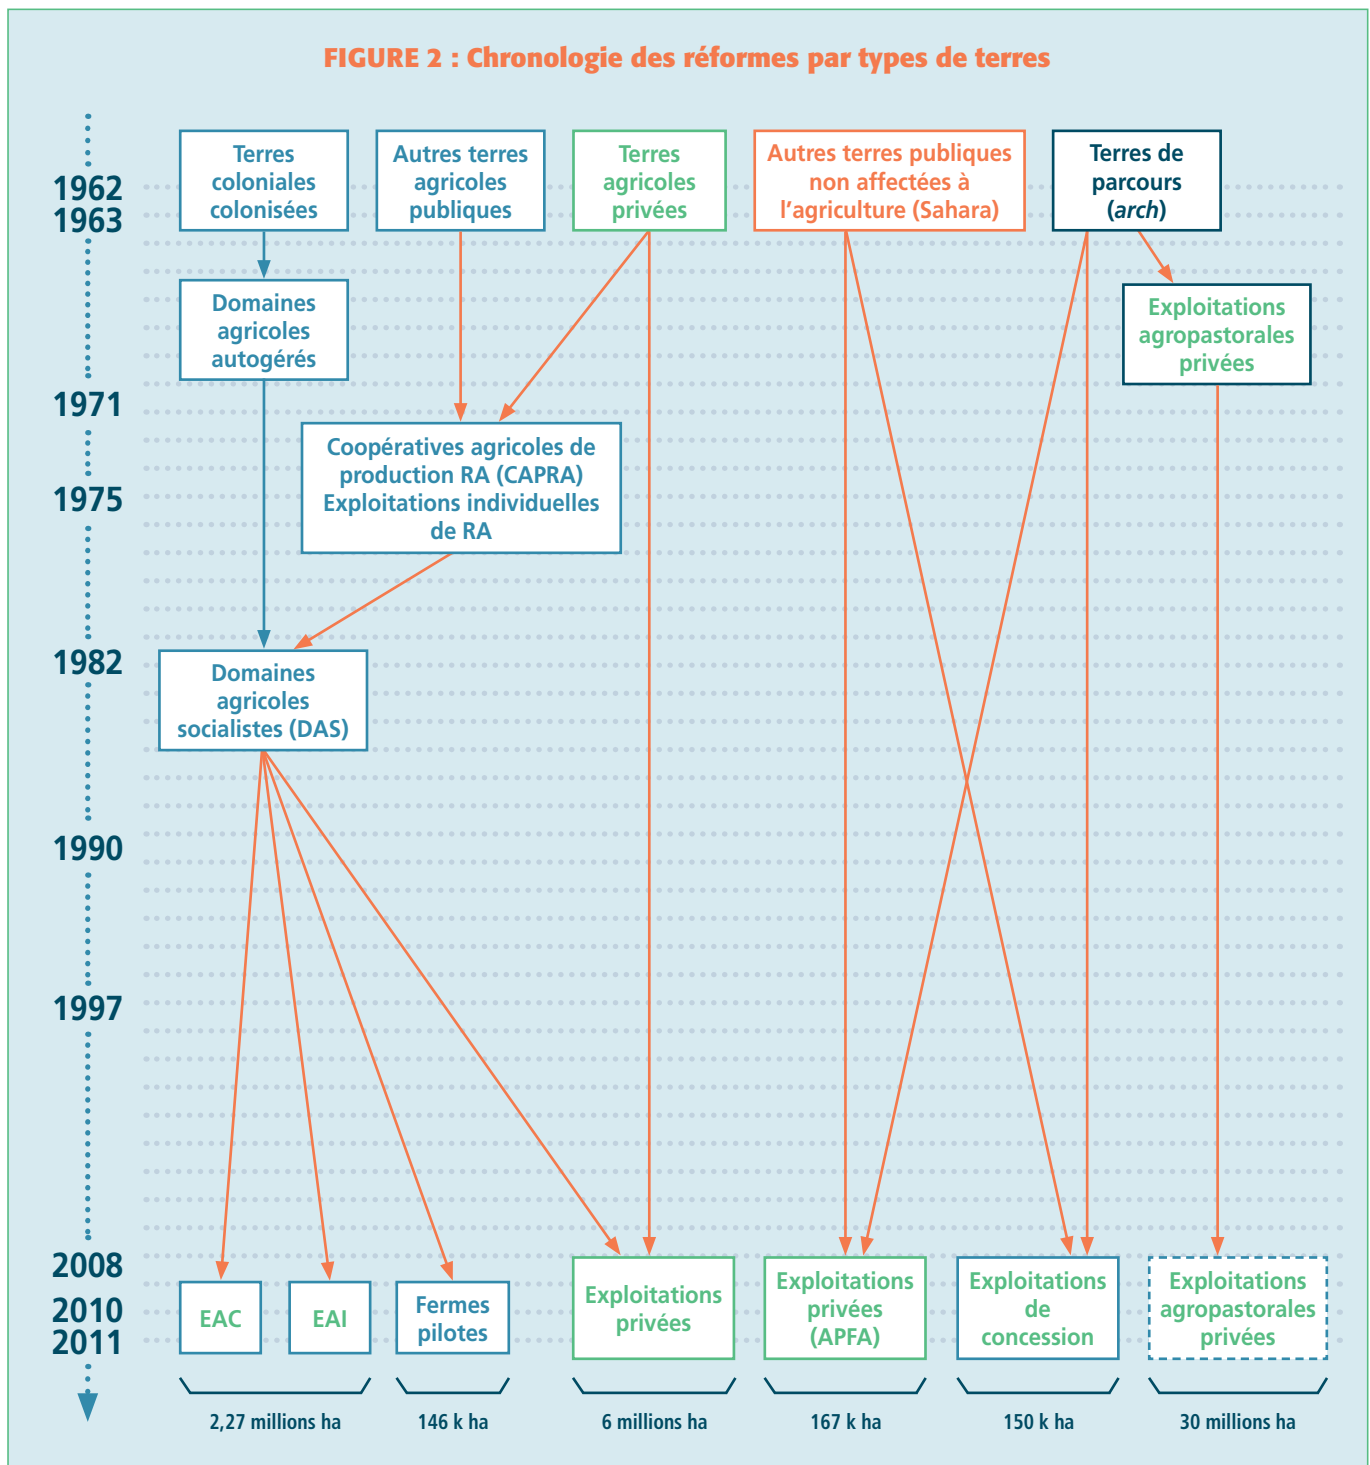 FIGURE 2 : Chronologie des réformes par types de terres
1962
1963
1971
1975
1982
1990
1997
2008
2010
2011
Terres
coloniales
colonisées
Autres terres
agricoles
publiques
Terres
agricoles
privées
Autres terres publiques
non affectées à
l'agriculture (Sahara)
Terres de
parcours
(arch)
Domaines
agricoles
autogérés
Exploitations
agropastorales
privées
Coopératives agricoles de
production RA (CAPRA)
Exploitations individuelles
de RA
Domaines
agricoles
socialistes (DAS)
EAC
EAI
Fermes
pilotes
Exploitations
privées
Exploitations
privées
(APFA)
Exploitations
de
concession
Exploitations
agropastorales
privées
2,27 millions ha
146 k ha
6 millions ha
167 k ha
150 k ha
30 millions ha